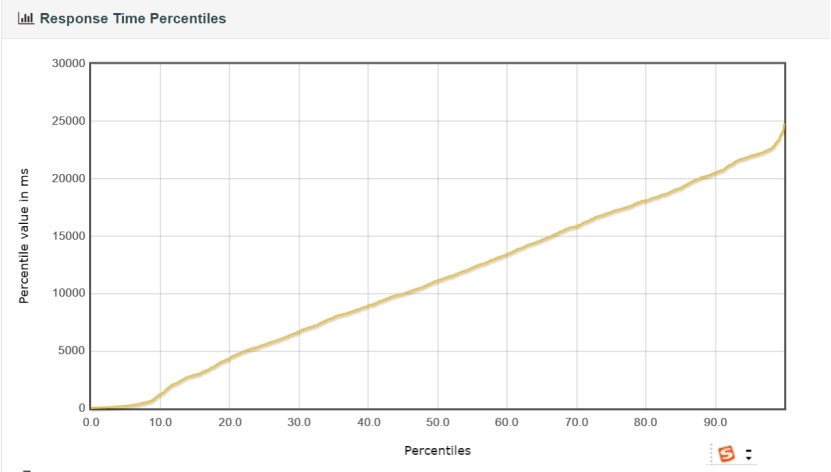 Response Time Percentiles
30000
25000
20000
15000
10000
5000
0
Percentile value in ms
0.0 10.0 20.0 30.0 40.0 50.0 60.0 70.0 80.0 90.0
Percentiles
S